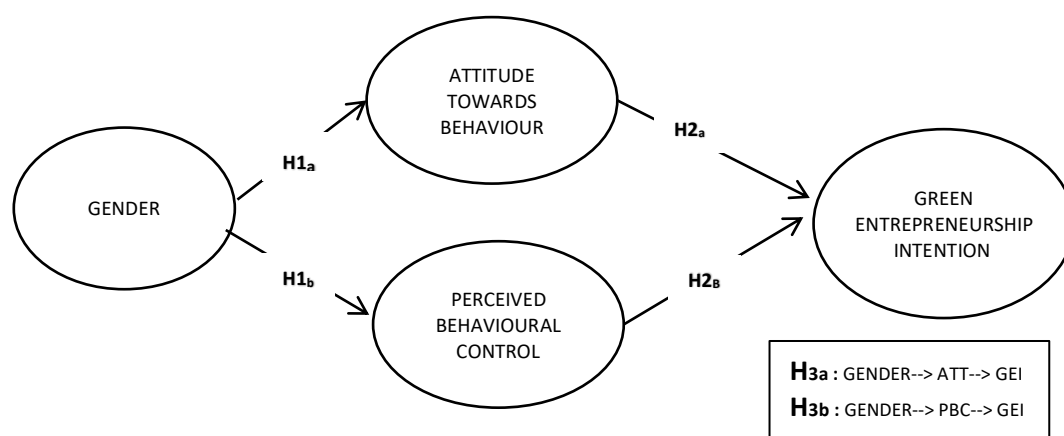 GENDER
H1a
H1b
ATTITUDE
TOWARDS
BEHAVIOUR
PERCEIVED
BEHAVIOURAL
CONTROL
H2a
H2B
GREEN
ENTREPRENEURSHIP
INTENTION
H3a : GENDER--> ATT--> GEI
H3b : GENDER--> PBC--> GEI